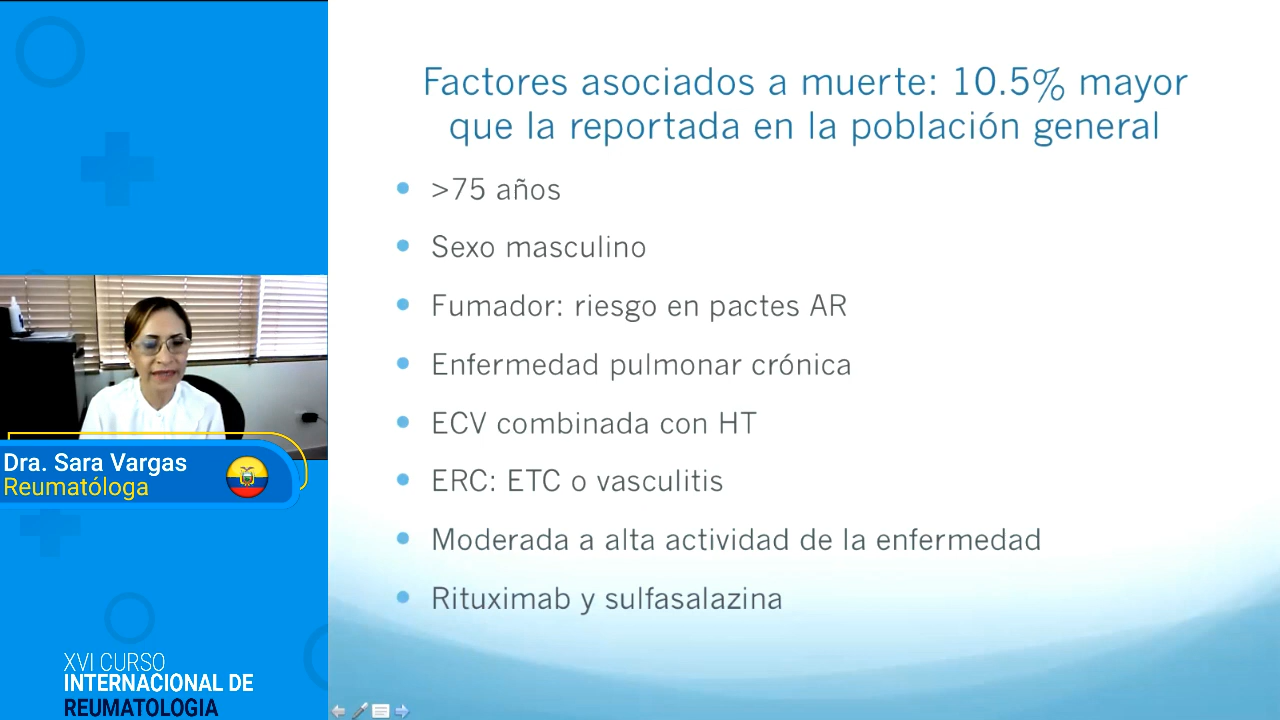 Factores asociados a muerte: 10.5% mayor
que la reportada en la población general
>75 años
Sexo masculino
Fumador: riesgo en pactes AR
Enfermedad pulmonar crónica
ECV combinada con HT
ERC: ETC o vasculitis
Moderada a alta actividad de la enfermedad
Rituximab y sulfasalazina
Dra. Sara Vargas
Reumatóloga
XVI CURSO
INTERNACIONAL DE
REUMATOLOGIA